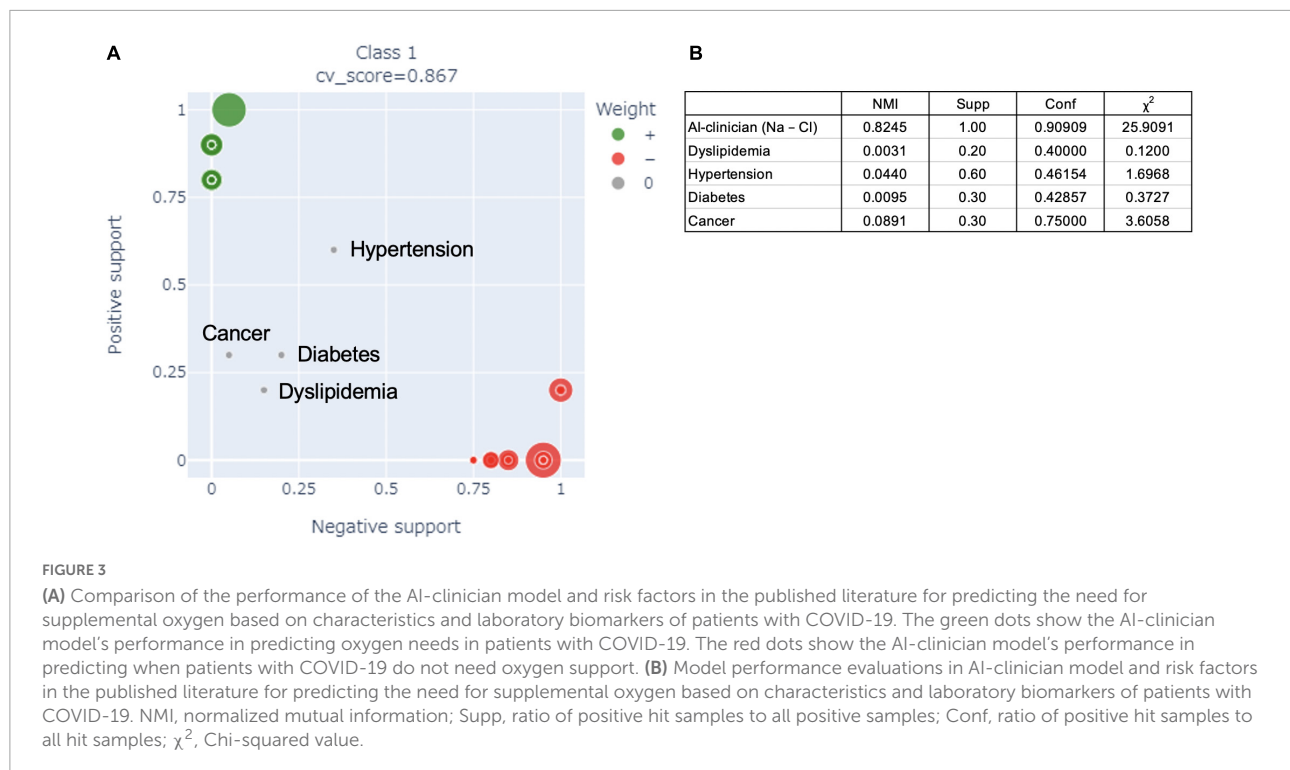 A
Class 1
cv_score=0.867
1
0.75
0.5
0.25
0
Positive support
Hypertension
Cancer
Diabetes
Dyslipidemia
0 0.25 0.5 0.75 1
Negative support
Weight
+
−
0
B
NMI Supp Conf χ²
AI-clinician (Na – Cl) 0.8245 1.00 0.90909 25.9091
Dyslipidemia 0.0031 0.20 0.40000 0.1200
Hypertension 0.0440 0.60 0.46154 1.6968
Diabetes 0.0095 0.30 0.42857 0.3727
Cancer 0.0891 0.30 0.75000 3.6058
FIGURE 3
(A) Comparison of the performance of the AI-clinician model and risk factors in the published literature for predicting the need for
supplemental oxygen based on characteristics and laboratory biomarkers of patients with COVID-19. The green dots show the AI-clinician
model's performance in predicting oxygen needs in patients with COVID-19. The red dots show the AI-clinician model's performance in
predicting when patients with COVID-19 do not need oxygen support. (B) Model performance evaluations in AI-clinician model and risk factors
in the published literature for predicting the need for supplemental oxygen based on characteristics and laboratory biomarkers of patients with
COVID-19. NMI, normalized mutual information; Supp, ratio of positive hit samples to all positive samples; Conf, ratio of positive hit samples to
all hit samples; χ², Chi-squared value.